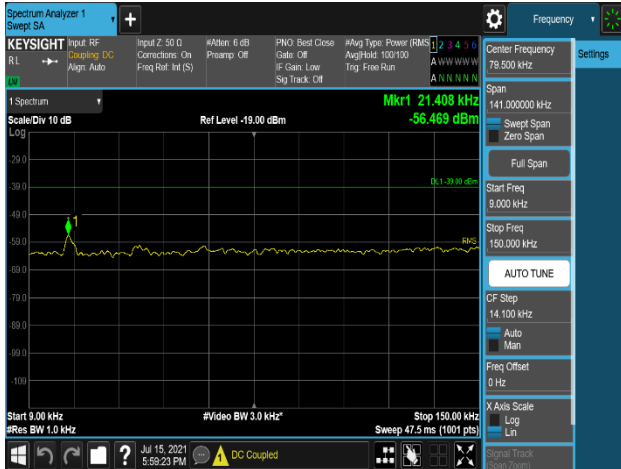 Spectrum Analyzer 1
Swept SA
+
Frequency
KEYSIGHT
RL
LV
Input: RF
Coupling: DC
Align: Auto
Input Z: 50 Ω
Corrections: On
Freq Ref: Int (S)
#Atten: 6 dB
Preamp: Off
PNO: Best Close
Gate: Off
IF Gain: Low
Sig Track: Off
#Avg Type: Power (RMS
Avg|Hold: 100/100
Trig: Free Run
1 2 3 4 5 6
A W W W W W
A N N N N N
1 Spectrum
Scale/Div 10 dB
Log
Ref Level -19.00 dBm
Mkr1 21.408 kHz
-56.469 dBm
-29.0
-39.0
-49.0
-59.0
-69.0
-79.0
-89.0
-99.0
-109
DL1 -39.00 dBm
1
RMS
Start 9.00 kHz
#Res BW 1.0 kHz
#Video BW 3.0 kHz*
Stop 150.00 kHz
Sweep 47.5 ms (1001 pts)
Jul 15, 2021
5:59:23 PM
DC Coupled
Center Frequency
79.500 kHz
Settings
Span
141.000000 kHz
Swept Span
Zero Span
Full Span
Start Freq
9.000 kHz
Stop Freq
150.000 kHz
AUTO TUNE
CF Step
14.100 kHz
Auto
Man
Freq Offset
0 Hz
X Axis Scale
Log
Lin
Signal Track
(Span Zoom)